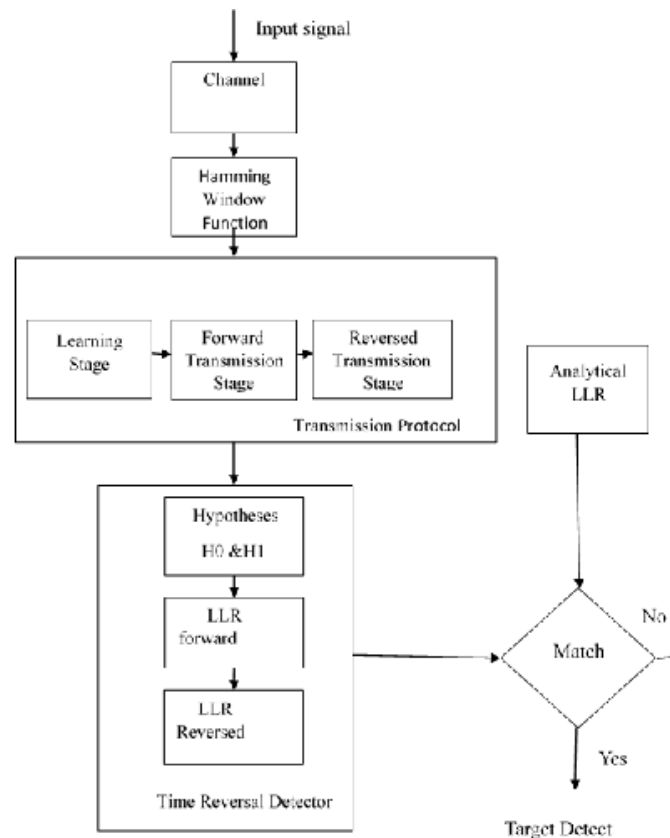 Input signal
Channel
Hamming
Window
Function
Learning
Stage
Forward
Transmission
Stage
Reversed
Transmission
Stage
Transmission Protocol
Analytical
LLR
Hypotheses
H0 &H1
LLR
forward
LLR
Reversed
Time Reversal Detector
Match
No
Yes
Target Detect